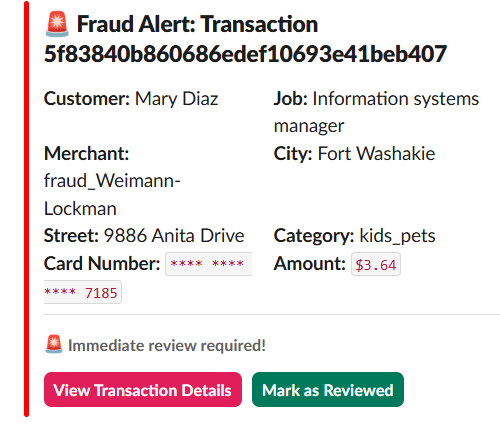 🚨 Fraud Alert: Transaction
5f83840b860686edef10693e41beb407
Customer: Mary Diaz
Job: Information systems
manager
Merchant:
fraud_Weimann-
Lockman
City: Fort Washakie
Street: 9886 Anita Drive
Category: kids_pets
Card Number: **** ****
**** 7185
Amount: $3.64
🚨 Immediate review required!
View Transaction Details
Mark as Reviewed